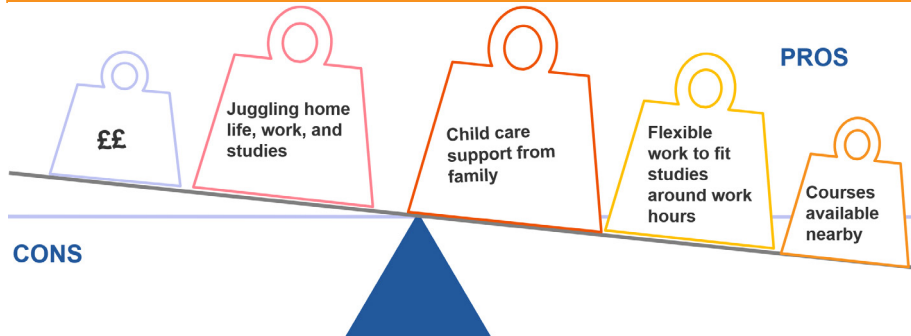 PROS
££
Juggling home
life, work, and
studies
Child care
support from
family
Flexible
work to fit
studies
around work
hours
Courses
available
nearby
CONS